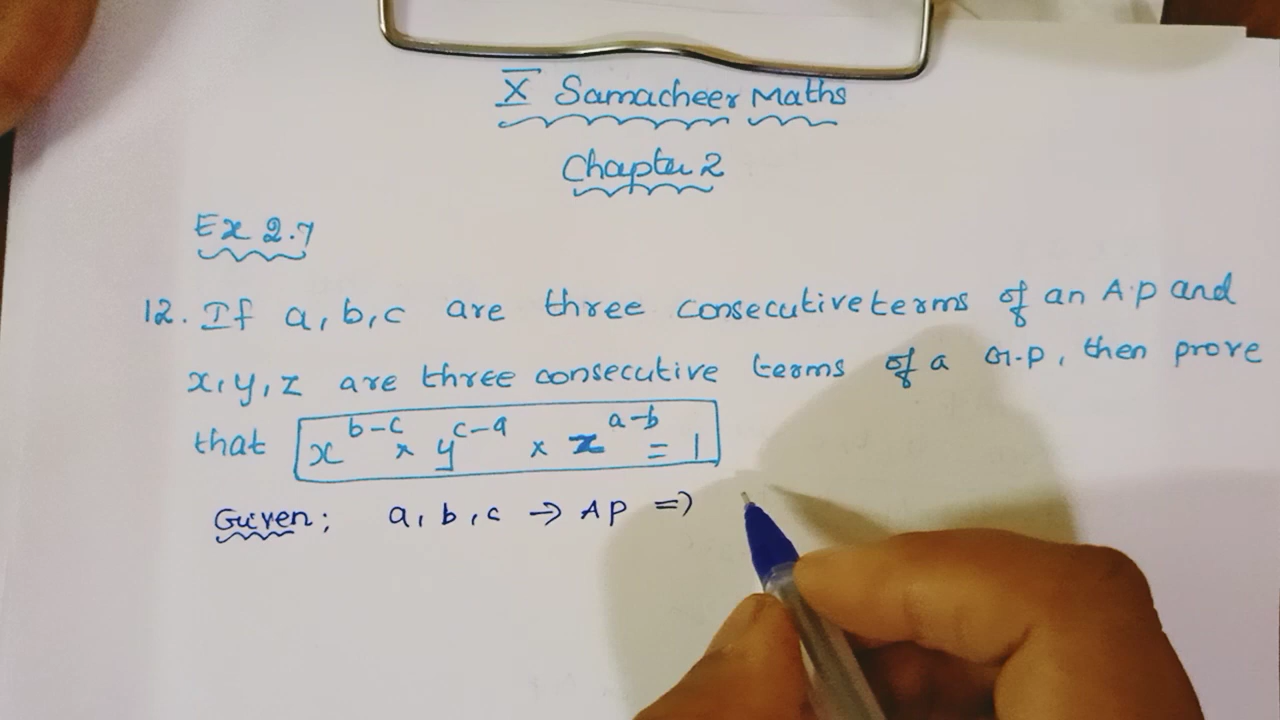 X Samacheer Maths
Chapter 2
Ex 2.7
12. If a, b, c are three consecutive terms of an A.P and
x, y, z are three consecutive terms of a G.P, then prove
that x^{b-c} × y^{c-a} × z^{a-b} = 1
Given; a, b, c → AP ⇒